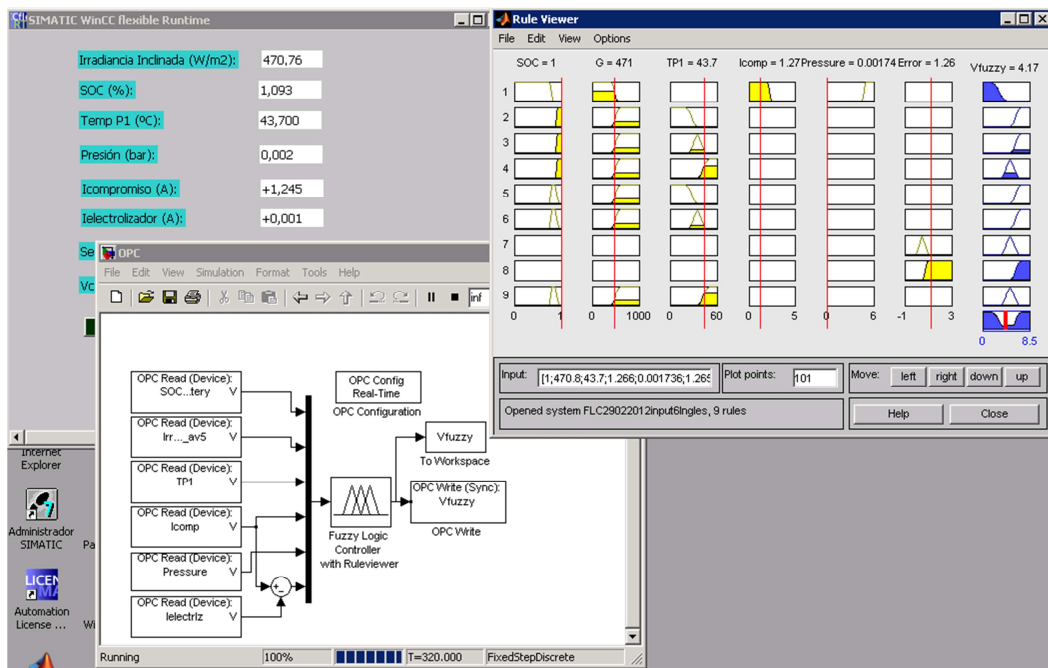 SIMATIC WinCC flexible Runtime
Irradiancia Inclinada (W/m2): 470,76
SOC (%): 1,093
Temp P1 (ºC): 43,700
Presión (bar): 0,002
Icompromiso (A): +1,245
Ielectrolizador (A): +0,001
Se
Vc
Rule Viewer
File Edit View Options
SOC = 1 G = 471 TP1 = 43.7 Icomp = 1.27 Pressure = 0.00174 Error = 1.26 Vfuzzy = 4.17
1
2
3
4
5
6
7
8
9
0 1 0 1000 0 60 0 5 0 6 -1 3
0 8.5
Input: [1;470.8;43.7;1.266;0.001736;1.265 Plot points: 101 Move: left right down up
Opened system FLC29022012input6Ingles, 9 rules Help Close
OPC
File Edit View Simulation Format Tools Help
inf
OPC Read (Device):
SOC...tery V
OPC Read (Device):
Irr..._av5 V
OPC Read (Device):
TP1 V
OPC Read (Device):
Icomp V
OPC Read (Device):
Pressure V
OPC Read (Device):
Ielectrlz V
OPC Config
Real-Time
OPC Configuration
Vfuzzy
To Workspace
OPC Write (Sync):
Vfuzzy
OPC Write
Fuzzy Logic
Controller
with Ruleviewer
Running 100% T=320.000 FixedStepDiscrete
Internet
Explorer
Administrador
SIMATIC
Pa
LICEN
Automation
License ...
Wi